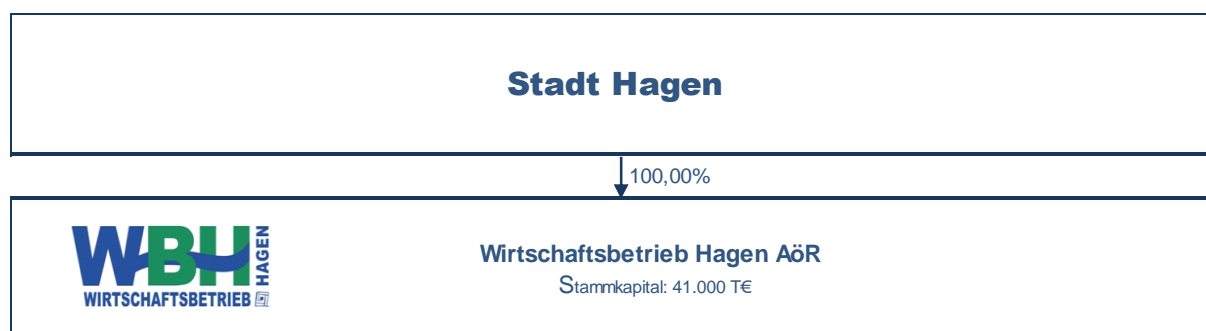 Stadt Hagen
100,00%
WBH HAGEN
WIRTSCHAFTSBETRIEB
Wirtschaftsbetrieb Hagen AöR
Stammkapital: 41.000 T€